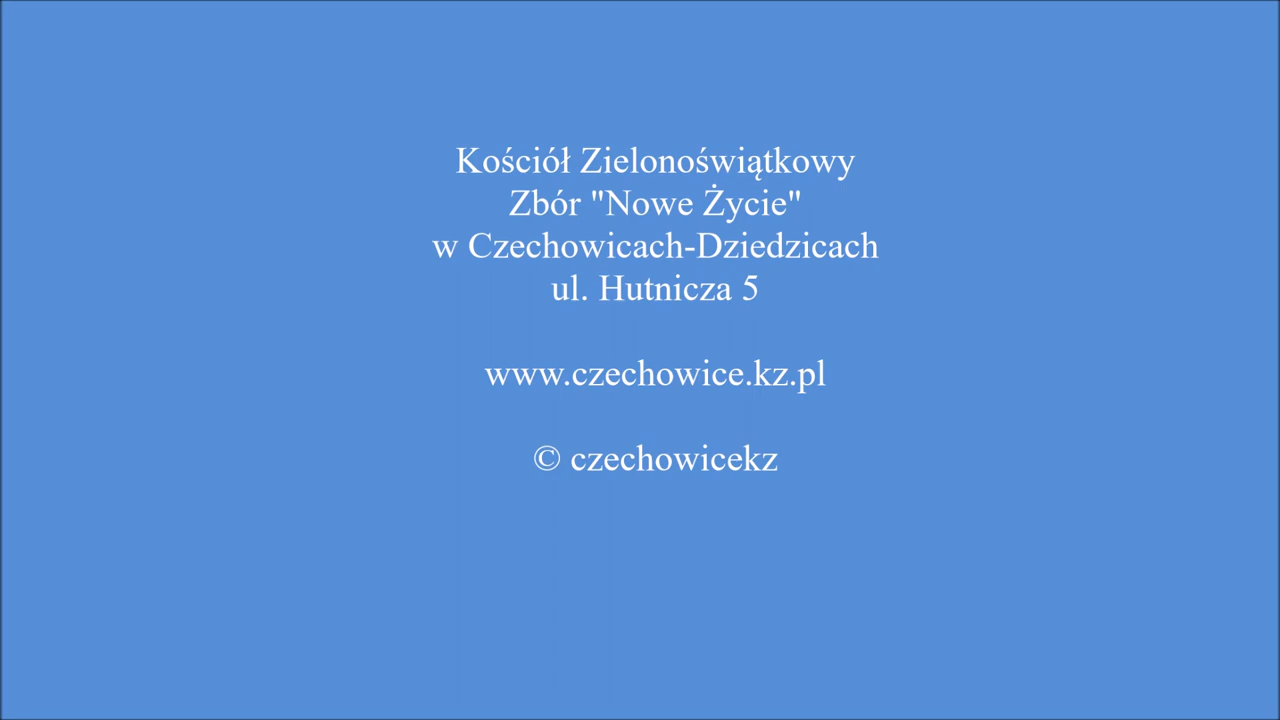 Kościół Zielonoświątkowy
Zbór "Nowe Życie"
w Czechowicach-Dziedzicach
ul. Hutnicza 5
www.czechowice.kz.pl
© czechowicekz